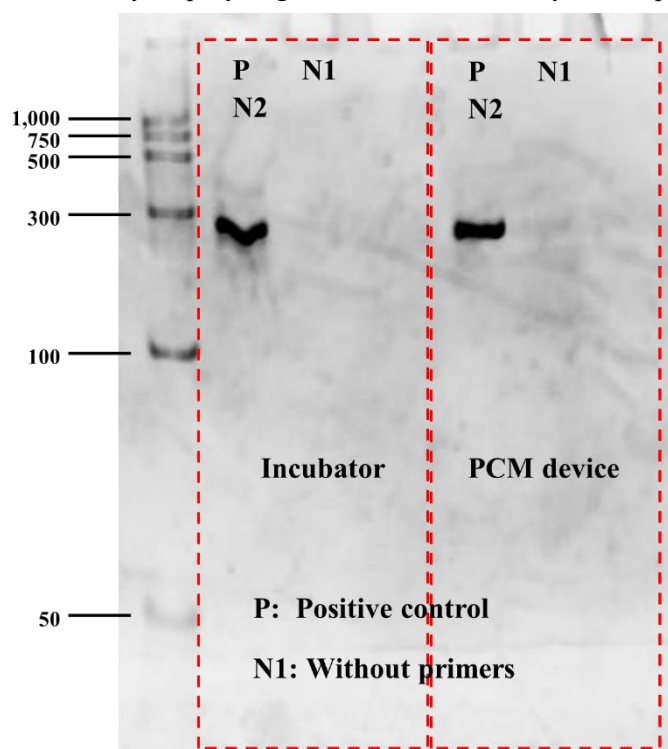 P N1 P N1
N2 N2
1,000
750
500
300
100
Incubator PCM device
50
P: Positive control
N1: Without primers